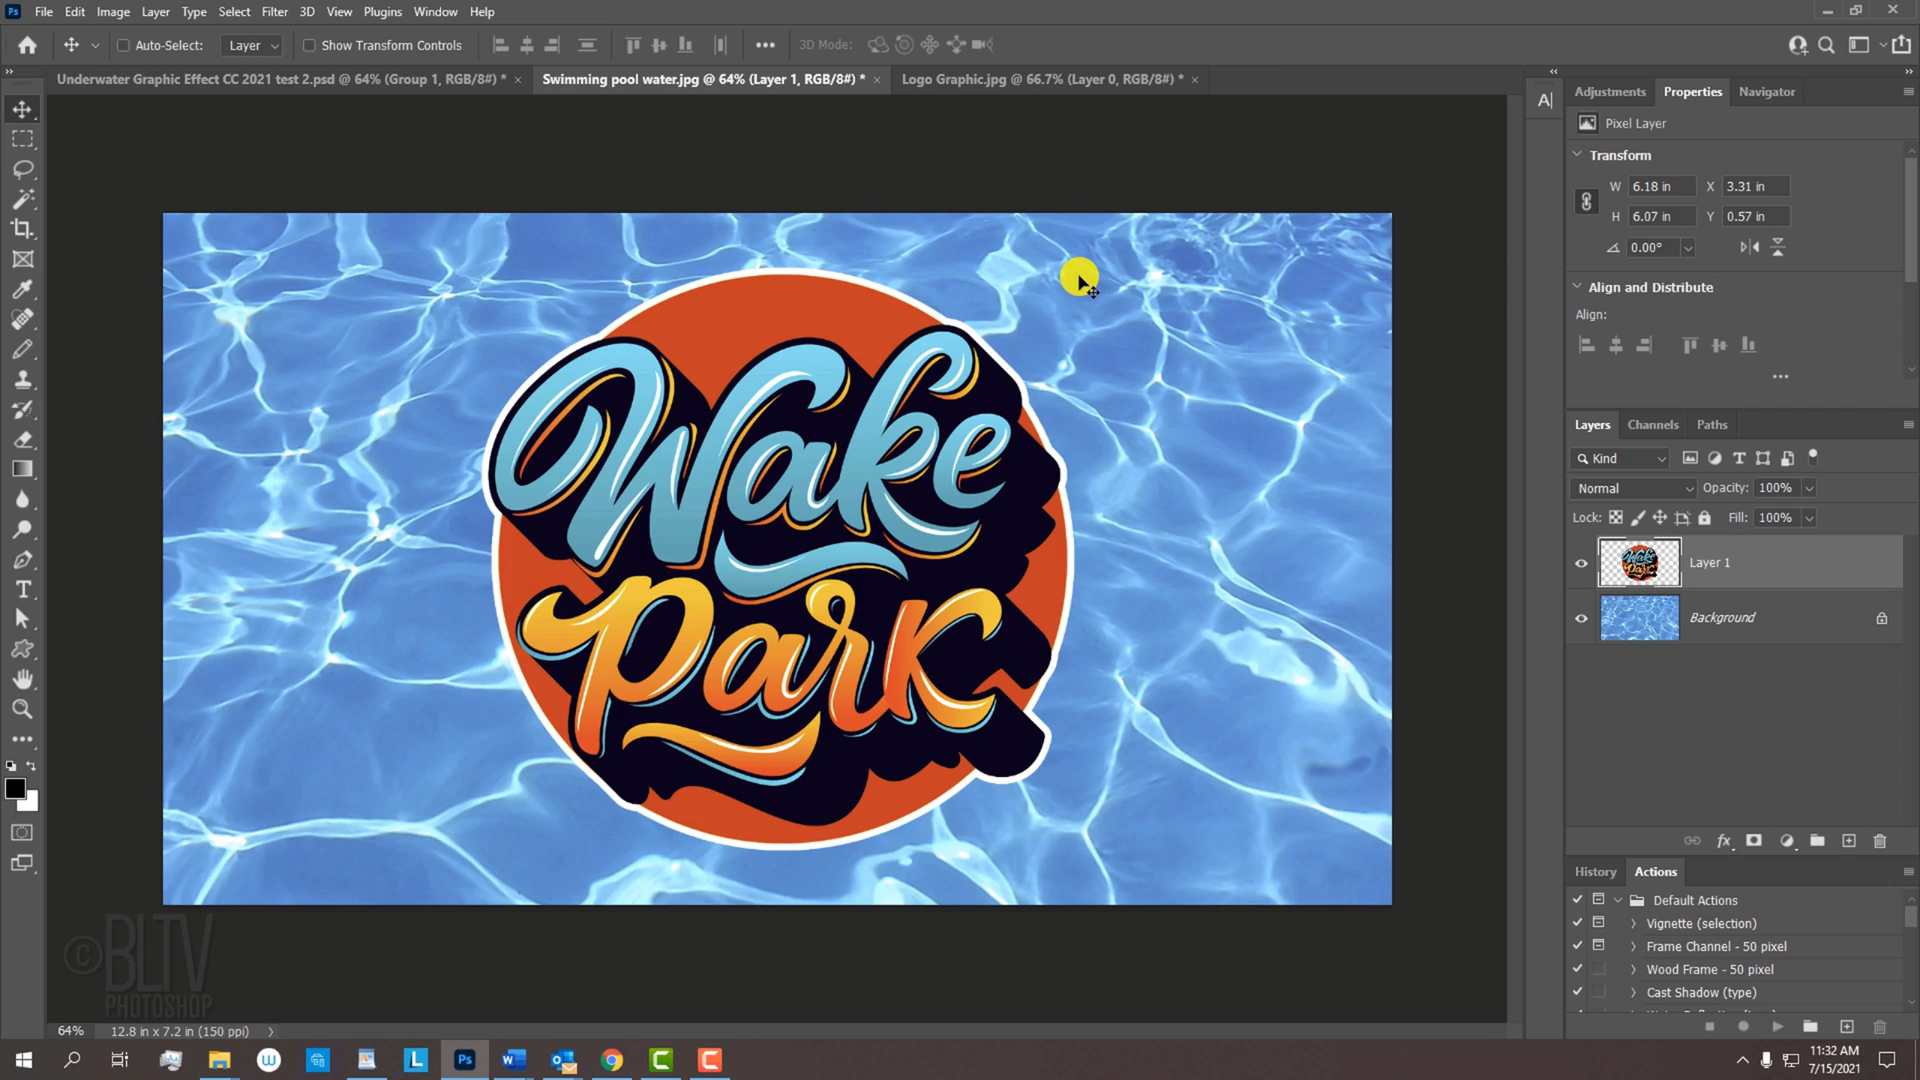 Ps File Edit Image Layer Type Select Filter 3D View Plugins Window Help
Auto-Select: Layer Show Transform Controls 3D Mode:
Underwater Graphic Effect CC 2021 test 2.psd @ 64% (Group 1, RGB/8#) * × Swimming pool water.jpg @ 64% (Layer 1, RGB/8#) * × Logo Graphic.jpg @ 66.7% (Layer 0, RGB/8#) * ×
Adjustments Properties Navigator
Pixel Layer
Transform
W 6.18 in X 3.31 in
H 6.07 in Y 0.57 in
0.00°
Align and Distribute
Align:
Wake
Park
Layers Channels Paths
Kind
Normal Opacity: 100%
Lock: Fill: 100%
Layer 1
Background
History Actions
Default Actions
Vignette (selection)
Frame Channel - 50 pixel
Wood Frame - 50 pixel
Cast Shadow (type)
© BLTV
PHOTOSHOP
64% 12.8 in x 7.2 in (150 ppi)
11:32 AM
7/15/2021